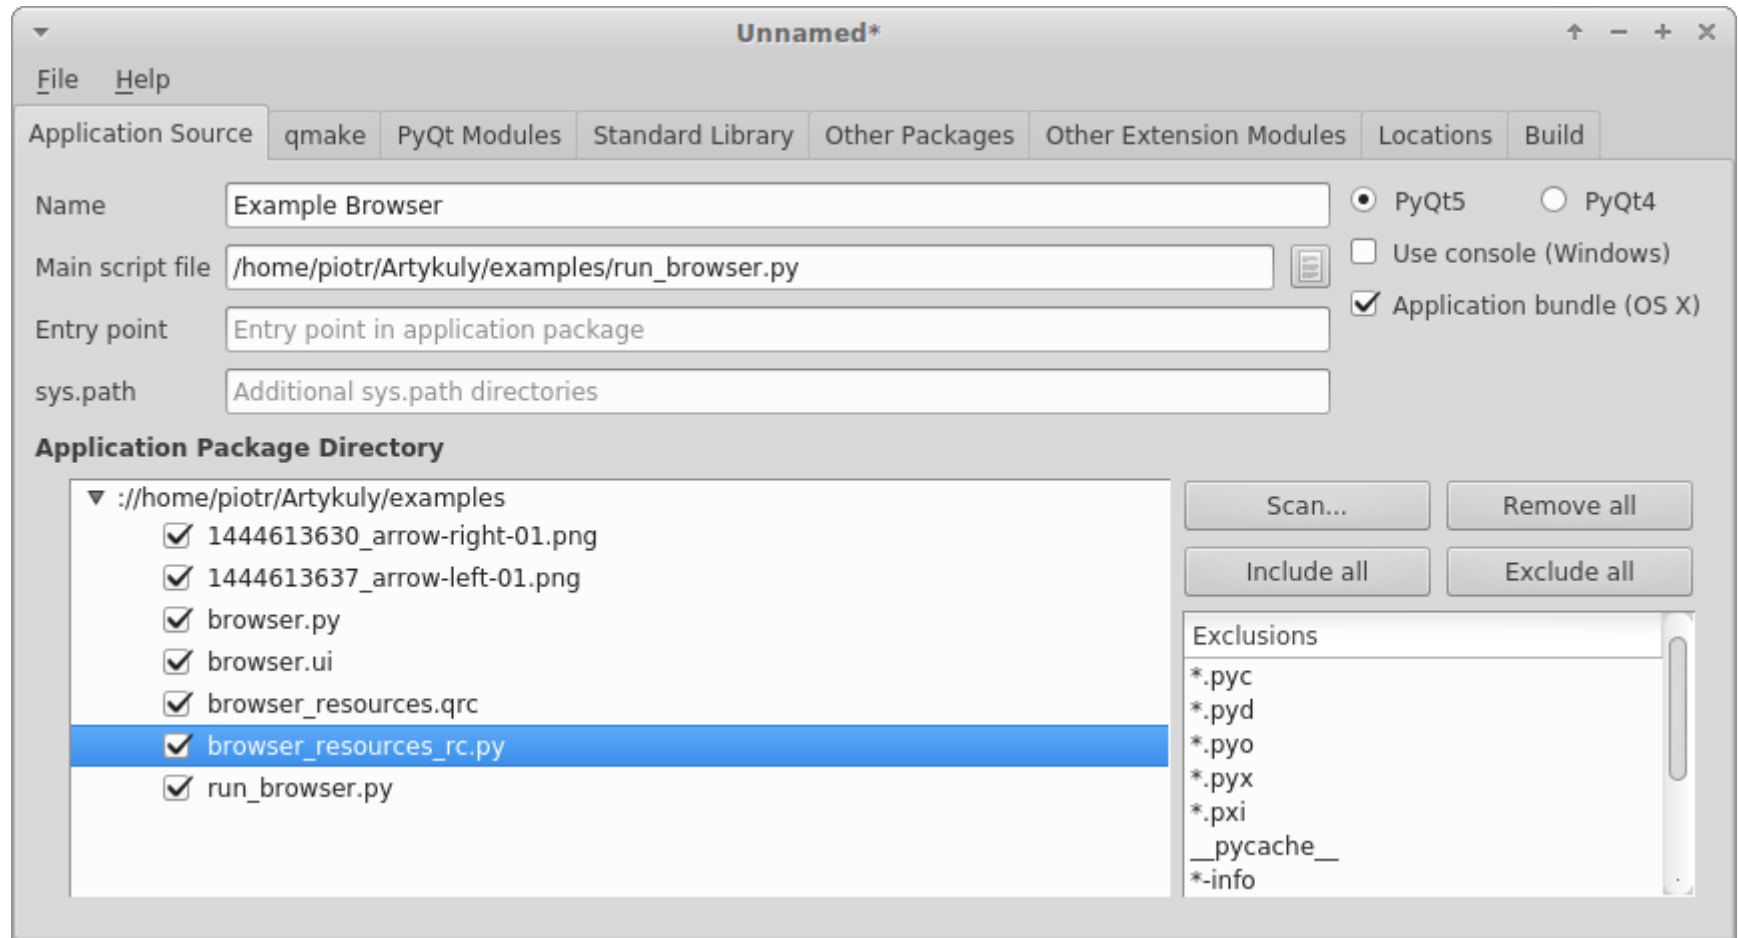 Unnamed*
File Help
Application Source qmake PyQt Modules Standard Library Other Packages Other Extension Modules Locations Build
Name Example Browser PyQt5 PyQt4
Main script file /home/piotr/Artykuly/examples/run_browser.py Use console (Windows)
Entry point Entry point in application package Application bundle (OS X)
sys.path Additional sys.path directories
Application Package Directory
://home/piotr/Artykuly/examples
1444613630_arrow-right-01.png
1444613637_arrow-left-01.png
browser.py
browser.ui
browser_resources.qrc
browser_resources_rc.py
run_browser.py
Scan... Remove all
Include all Exclude all
Exclusions
*.pyc
*.pyd
*.pyo
*.pyx
*.pxi
__pycache__
*-info